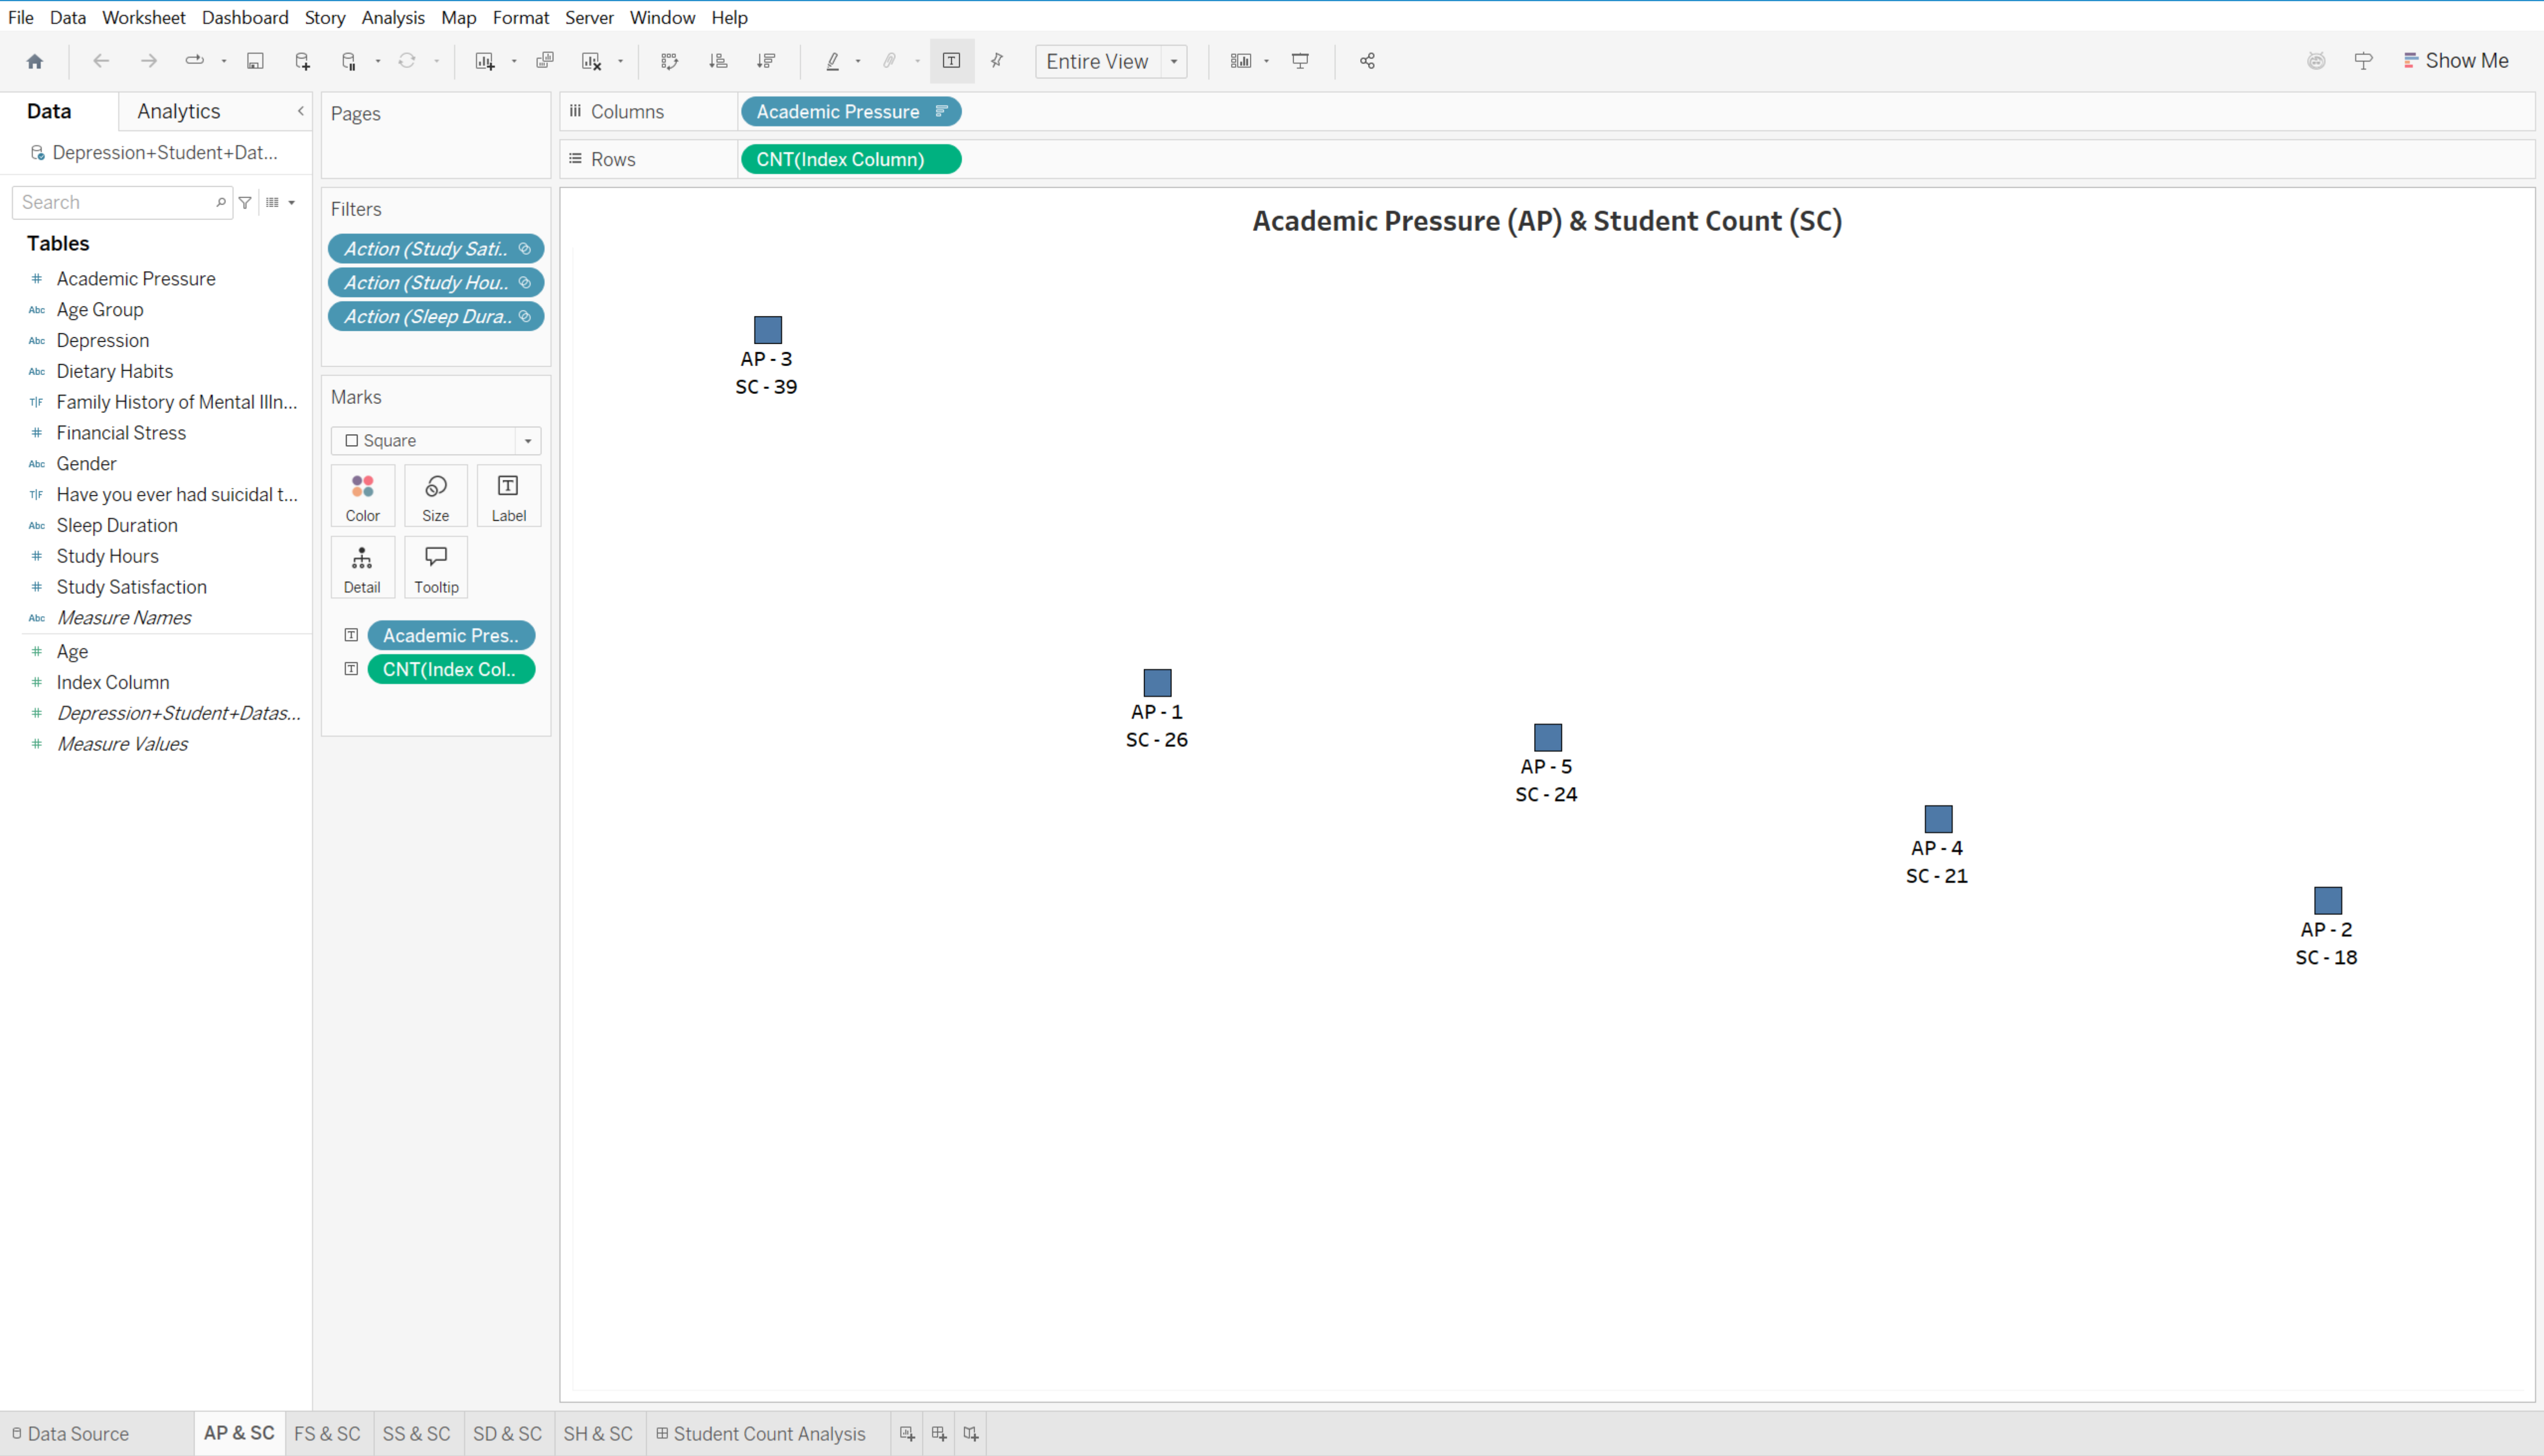 File Data Worksheet Dashboard Story Analysis Map Format Server Window Help
Entire View
Show Me
Data Analytics
Depression+Student+Dat...
Search
Tables
# Academic Pressure
Abc Age Group
Abc Depression
Abc Dietary Habits
T|F Family History of Mental Illn...
# Financial Stress
Abc Gender
T|F Have you ever had suicidal t...
Abc Sleep Duration
# Study Hours
# Study Satisfaction
Abc Measure Names
# Age
# Index Column
# Depression+Student+Datas...
# Measure Values
Pages
Filters
Action (Study Sati..
Action (Study Hou..
Action (Sleep Dura..
Marks
Square
Color Size Label
Detail Tooltip
T Academic Pres..
T CNT(Index Col..
Columns Academic Pressure
Rows CNT(Index Column)
Academic Pressure (AP) & Student Count (SC)
AP - 3
SC - 39
AP - 1
SC - 26
AP - 5
SC - 24
AP - 4
SC - 21
AP - 2
SC - 18
Data Source AP & SC FS & SC SS & SC SD & SC SH & SC Student Count Analysis